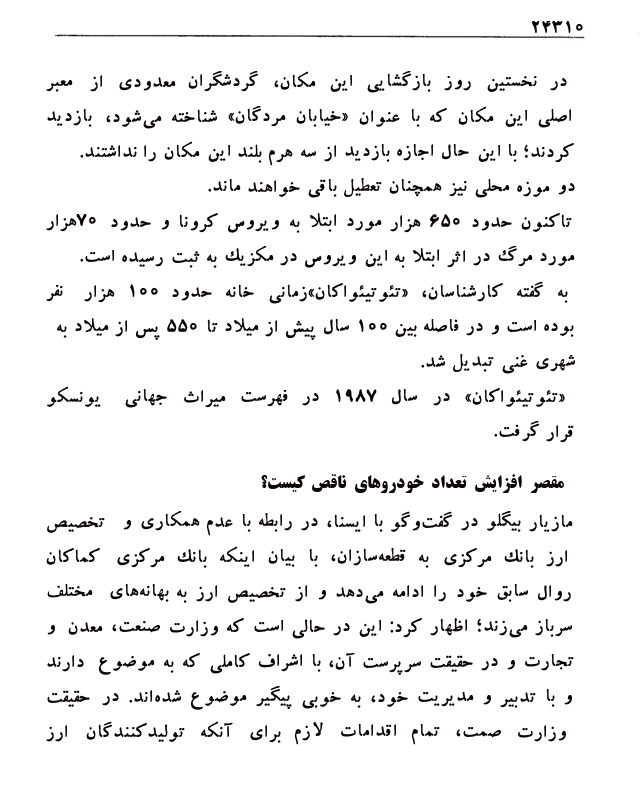 ۲۴۳۱۰
در نخستین روز بازگشایی این مکان، گردشگران معدودی از معبر
اصلی این مکان که با عنوان «خیابان مردگان» شناخته می‌شود، بازدید
کردند؛ با این حال اجازه بازدید از سه هرم بلند این مکان را نداشتند.
دو موزه محلی نیز همچنان تعطیل باقی خواهند ماند.
تاکنون حدود ۶۵۰ هزار مورد ابتلا به ویروس کرونا و حدود ۷۰هزار
مورد مرگ در اثر ابتلا به این ویروس در مکزیك به ثبت رسیده است.
به گفته کارشناسان، «تئوتیئواکان»زمانی خانه حدود ۱۰۰ هزار نفر
بوده است و در فاصله بین ۱۰۰ سال پیش از میلاد تا ۵۵۰ پس از میلاد به
شهری غنی تبدیل شد.
«تئوتیئواکان» در سال ۱۹۸۷ در فهرست میراث جهانی یونسکو
قرار گرفت.
مقصر افزایش تعداد خودروهای ناقص کیست؟
مازیار بیگلو در گفت‌وگو با ایسنا، در رابطه با عدم همکاری و تخصیص
ارز بانك مرکزی به قطعه‌سازان، با بیان اینکه بانك مرکزی کماکان
روال سابق خود را ادامه می‌دهد و از تخصیص ارز به بهانه‌های مختلف
سرباز می‌زند؛ اظهار کرد: این در حالی است که وزارت صنعت، معدن و
تجارت و در حقیقت سرپرست آن، با اشراف کاملی که به موضوع دارند
و با تدبیر و مدیریت خود، به خوبی پیگیر موضوع شده‌اند. در حقیقت
وزارت صمت، تمام اقدامات لازم برای آنکه تولیدکنندگان ارز